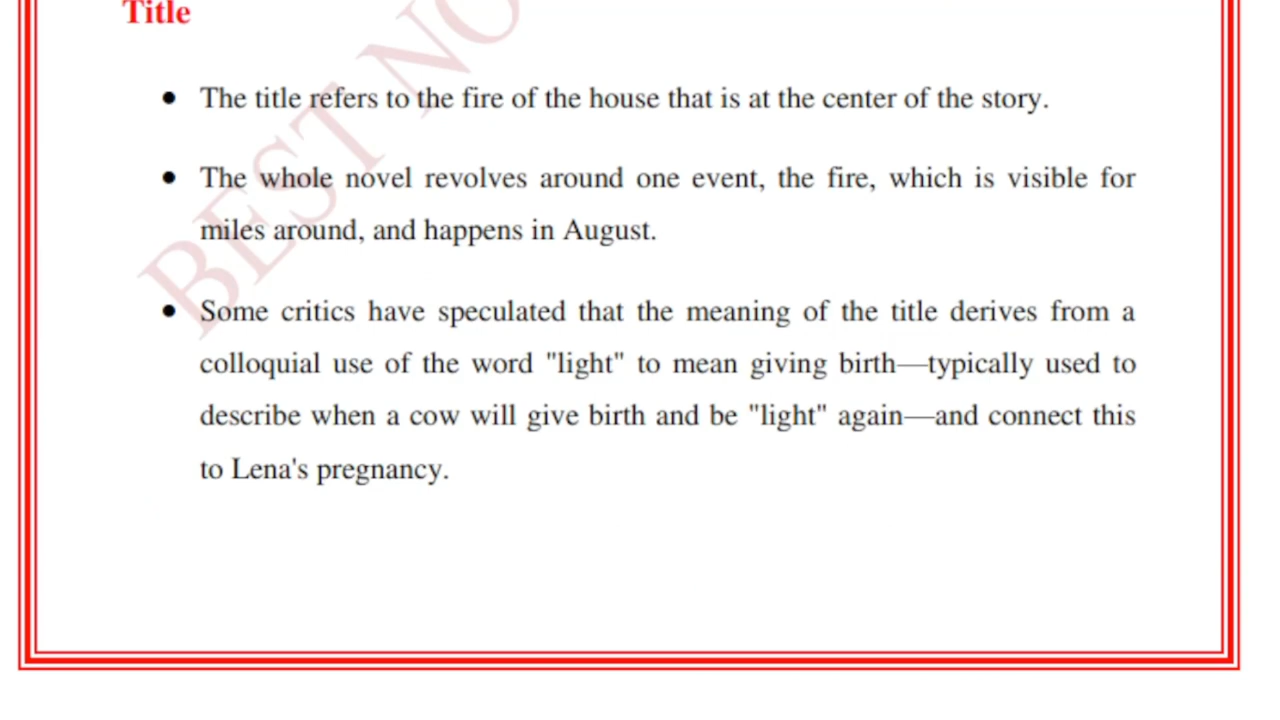 Title
• The title refers to the fire of the house that is at the center of the story.
• The whole novel revolves around one event, the fire, which is visible for
miles around, and happens in August.
• Some critics have speculated that the meaning of the title derives from a
colloquial use of the word "light" to mean giving birth—typically used to
describe when a cow will give birth and be "light" again—and connect this
to Lena's pregnancy.
BEST NO